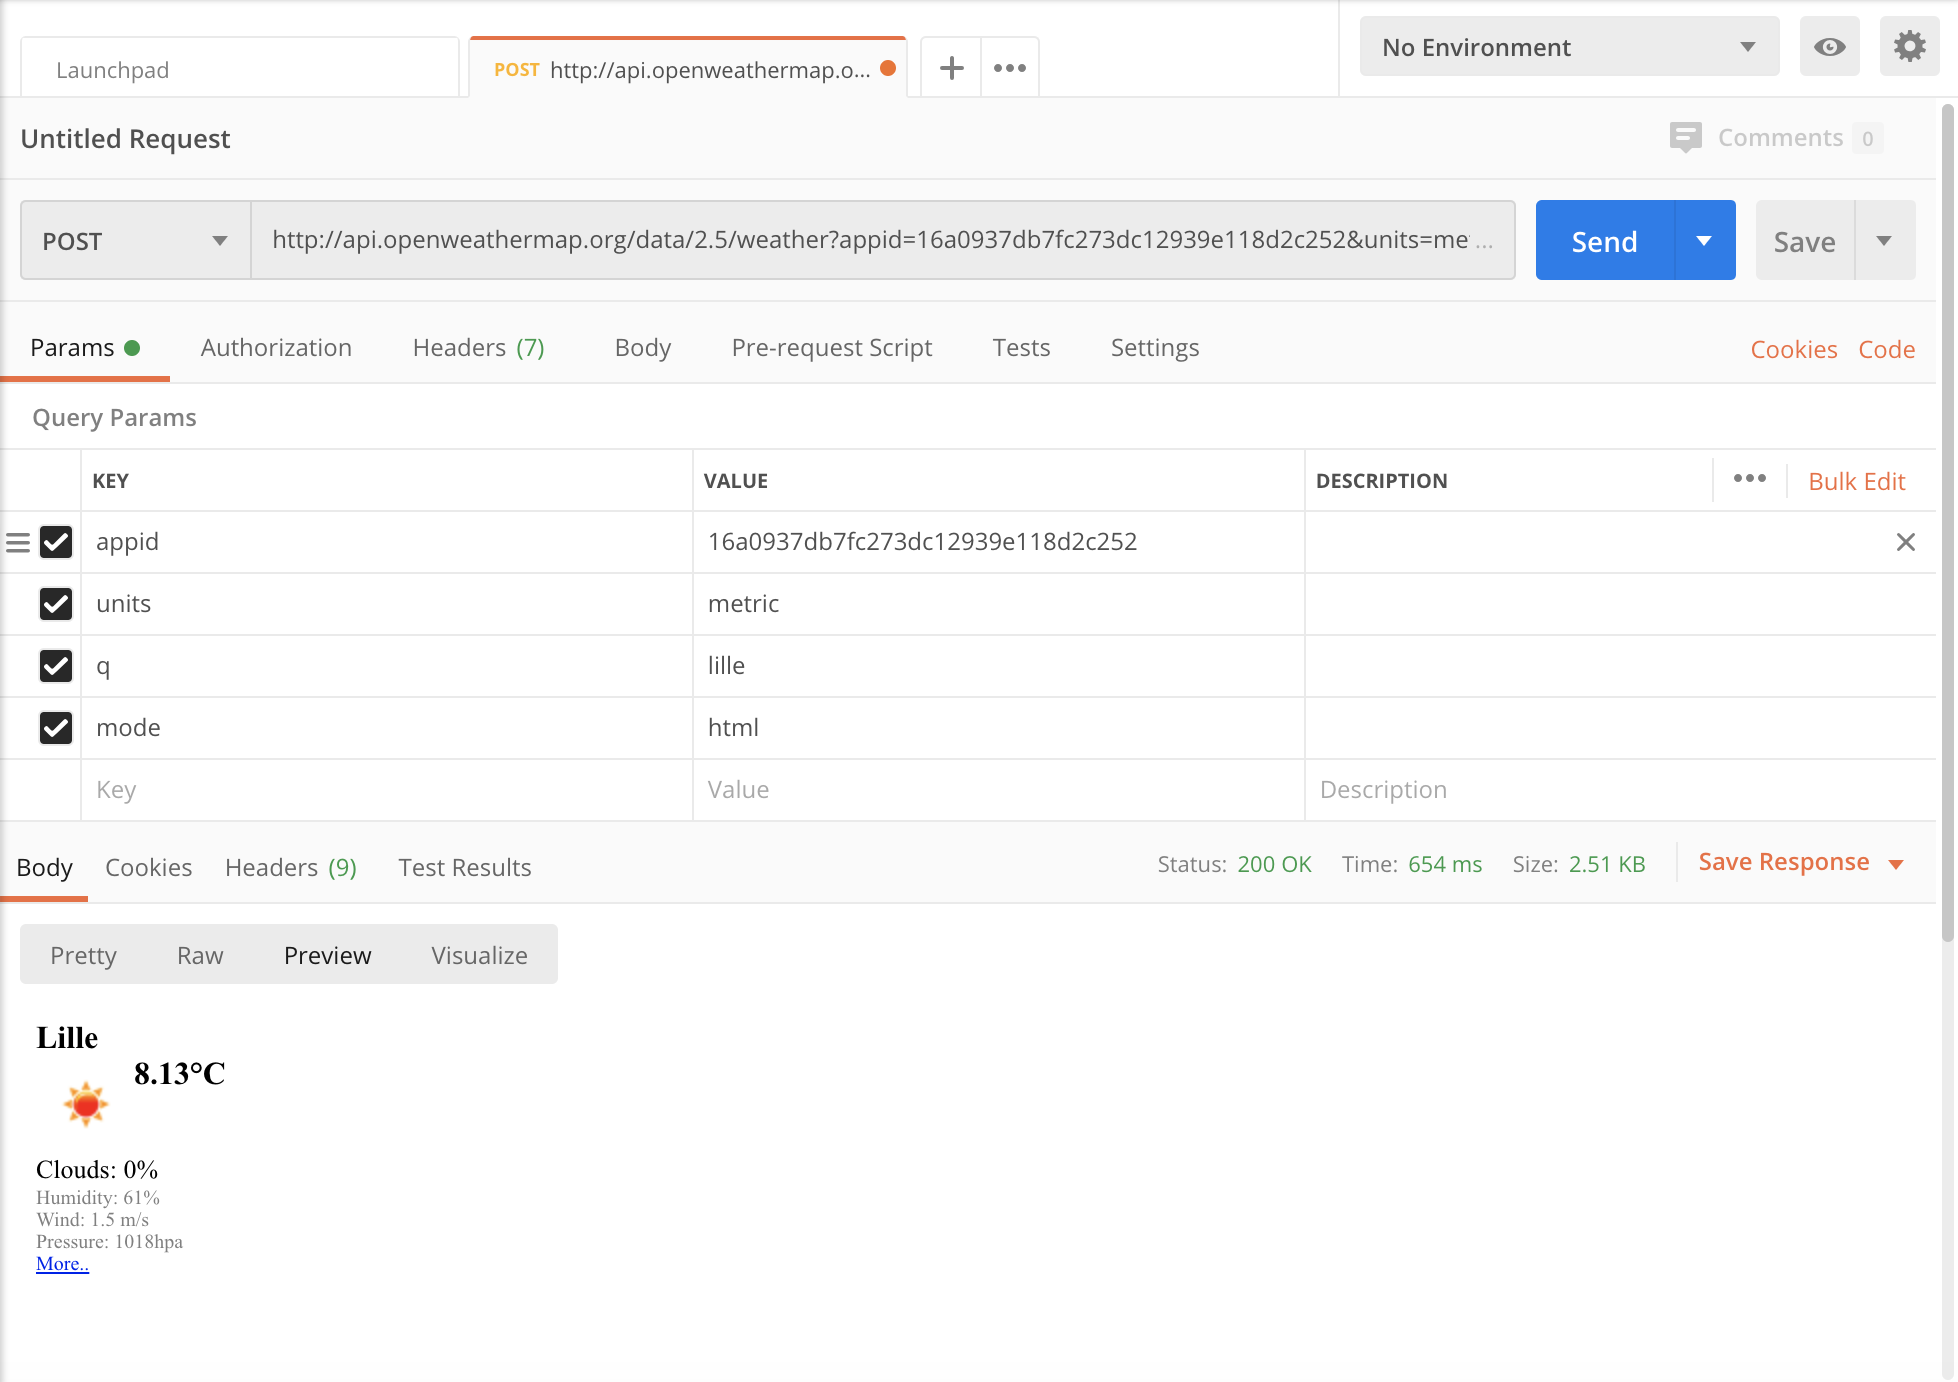 Launchpad
POST http://api.openweathermap.o...
No Environment
Untitled Request
Comments 0
POST
http://api.openweathermap.org/data/2.5/weather?appid=16a0937db7fc273dc12939e118d2c252&units=me ...
Send
Save
Params
Authorization
Headers (7)
Body
Pre-request Script
Tests
Settings
Cookies
Code
Query Params
KEY VALUE DESCRIPTION
Bulk Edit
appid 16a0937db7fc273dc12939e118d2c252
units metric
q lille
mode html
Key Value Description
Body
Cookies
Headers (9)
Test Results
Status: 200 OK
Time: 654 ms
Size: 2.51 KB
Save Response
Pretty
Raw
Preview
Visualize
Lille
8.13°C
Clouds: 0%
Humidity: 61%
Wind: 1.5 m/s
Pressure: 1018hpa
More..